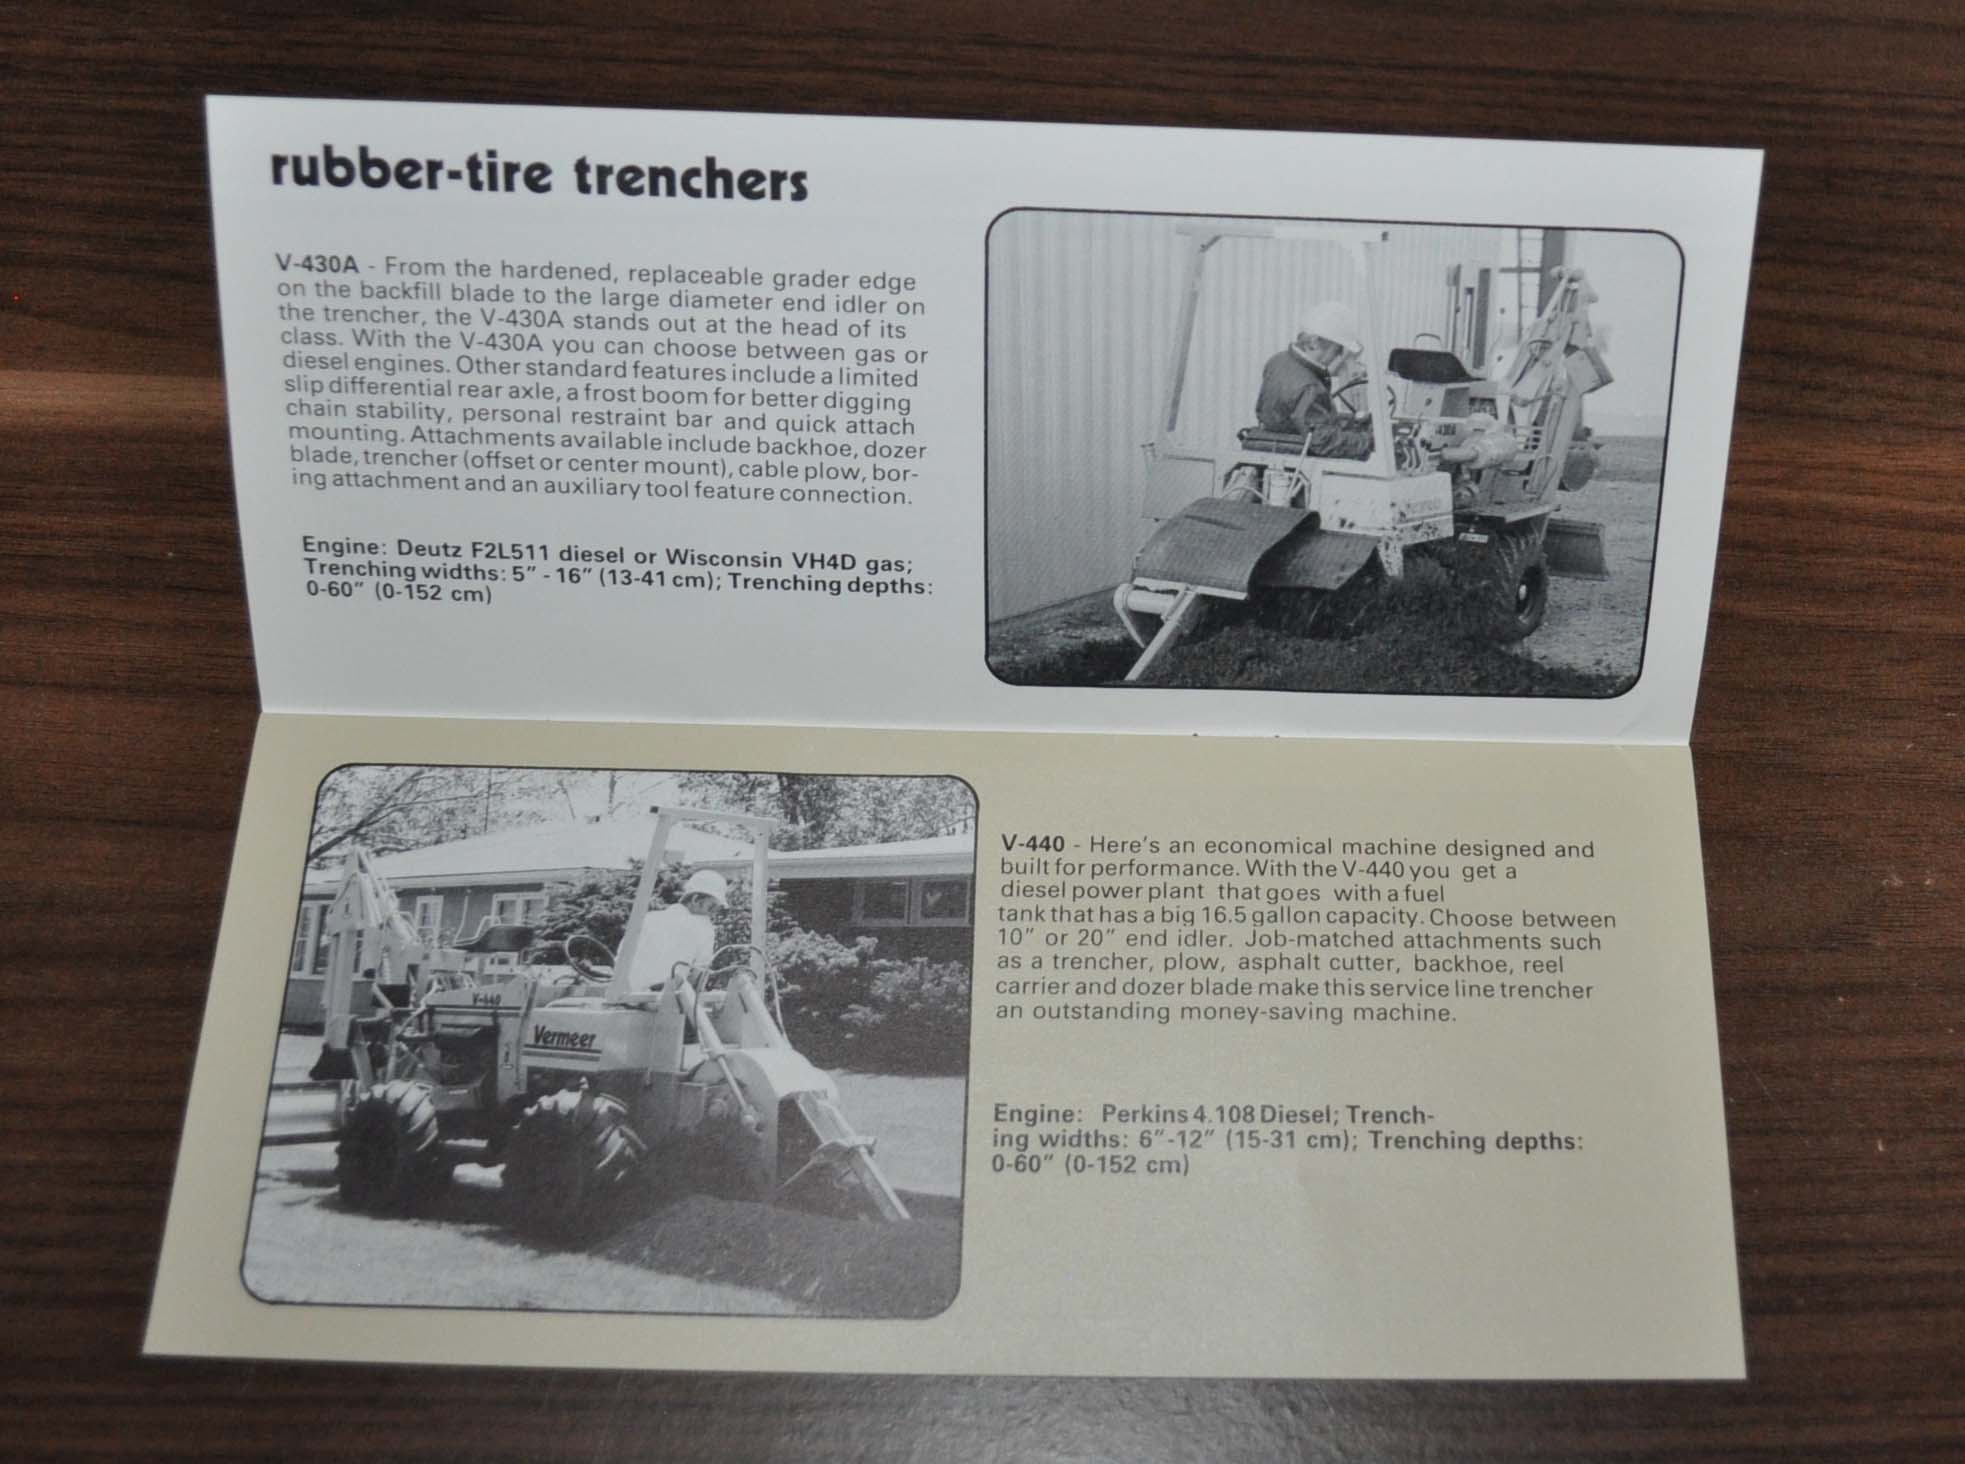 rubber-tire trenchers
V-430A - From the hardened, replaceable grader edge
on the backfill blade to the large diameter end idler on
the trencher, the V-430A stands out at the head of its
class. With the V-430A you can choose between gas or
diesel engines. Other standard features include a limited
slip differential rear axle, a frost boom for better digging
chain stability, personal restraint bar and quick attach
mounting. Attachments available include backhoe, dozer
blade, trencher (offset or center mount), cable plow, bor-
ing attachment and an auxiliary tool feature connection.
Engine: Deutz F2L511 diesel or Wisconsin VH4D gas;
Trenching widths: 5" - 16" (13-41 cm); Trenching depths:
0-60" (0-152 cm)
V-440
Vermeer
V-440 - Here's an economical machine designed and
built for performance. With the V-440 you get a
diesel power plant that goes with a fuel
tank that has a big 16.5 gallon capacity. Choose between
10" or 20" end idler. Job-matched attachments such
as a trencher, plow, asphalt cutter, backhoe, reel
carrier and dozer blade make this service line trencher
an outstanding money-saving machine.
Engine: Perkins 4.108 Diesel; Trench-
ing widths: 6"-12" (15-31 cm); Trenching depths:
0-60" (0-152 cm)